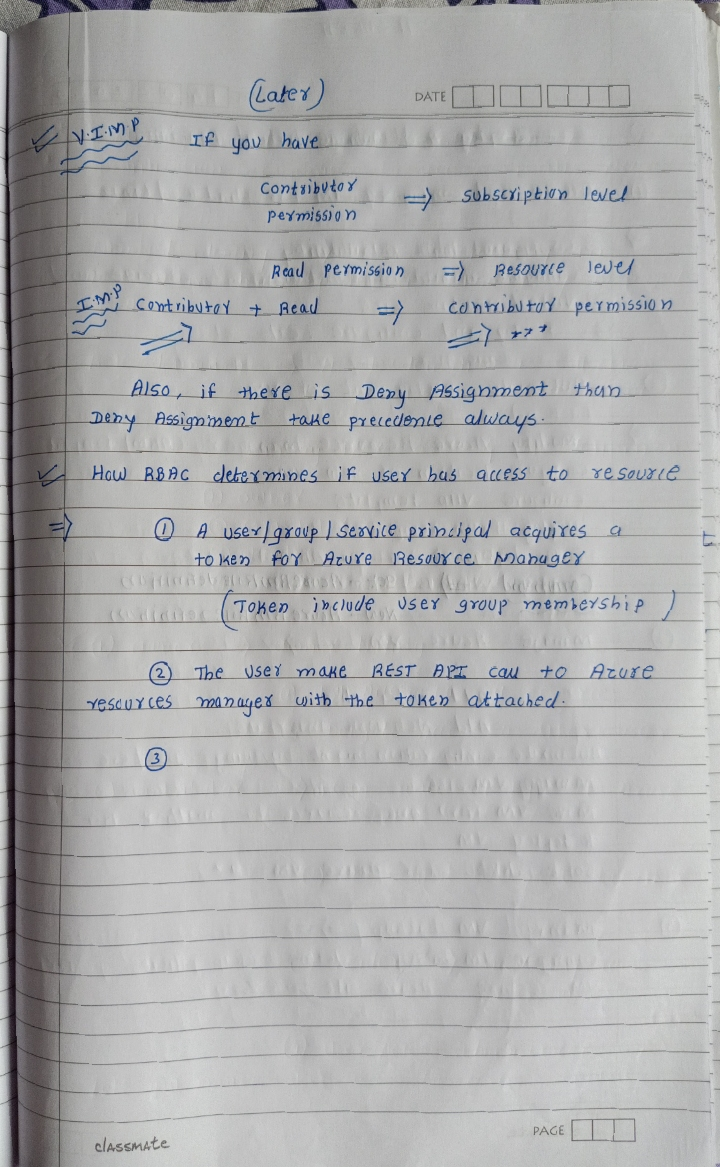 (Later)
DATE
V.I.M.P If you have
Contributor permission => subscription level
Read permission => Resource level
I.M.P Contributor + Read => contributor permission
=> => ***
Also, if there is Deny Assignment than
Deny Assignment take precedence always.
How RBAC determines if user has access to resource
=> ① A user/group/service principal acquires a
token for Azure Resource Manager
(Token include user group membership)
② The user make REST API call to Azure
resources manager with the token attached.
③
classmate
PAGE